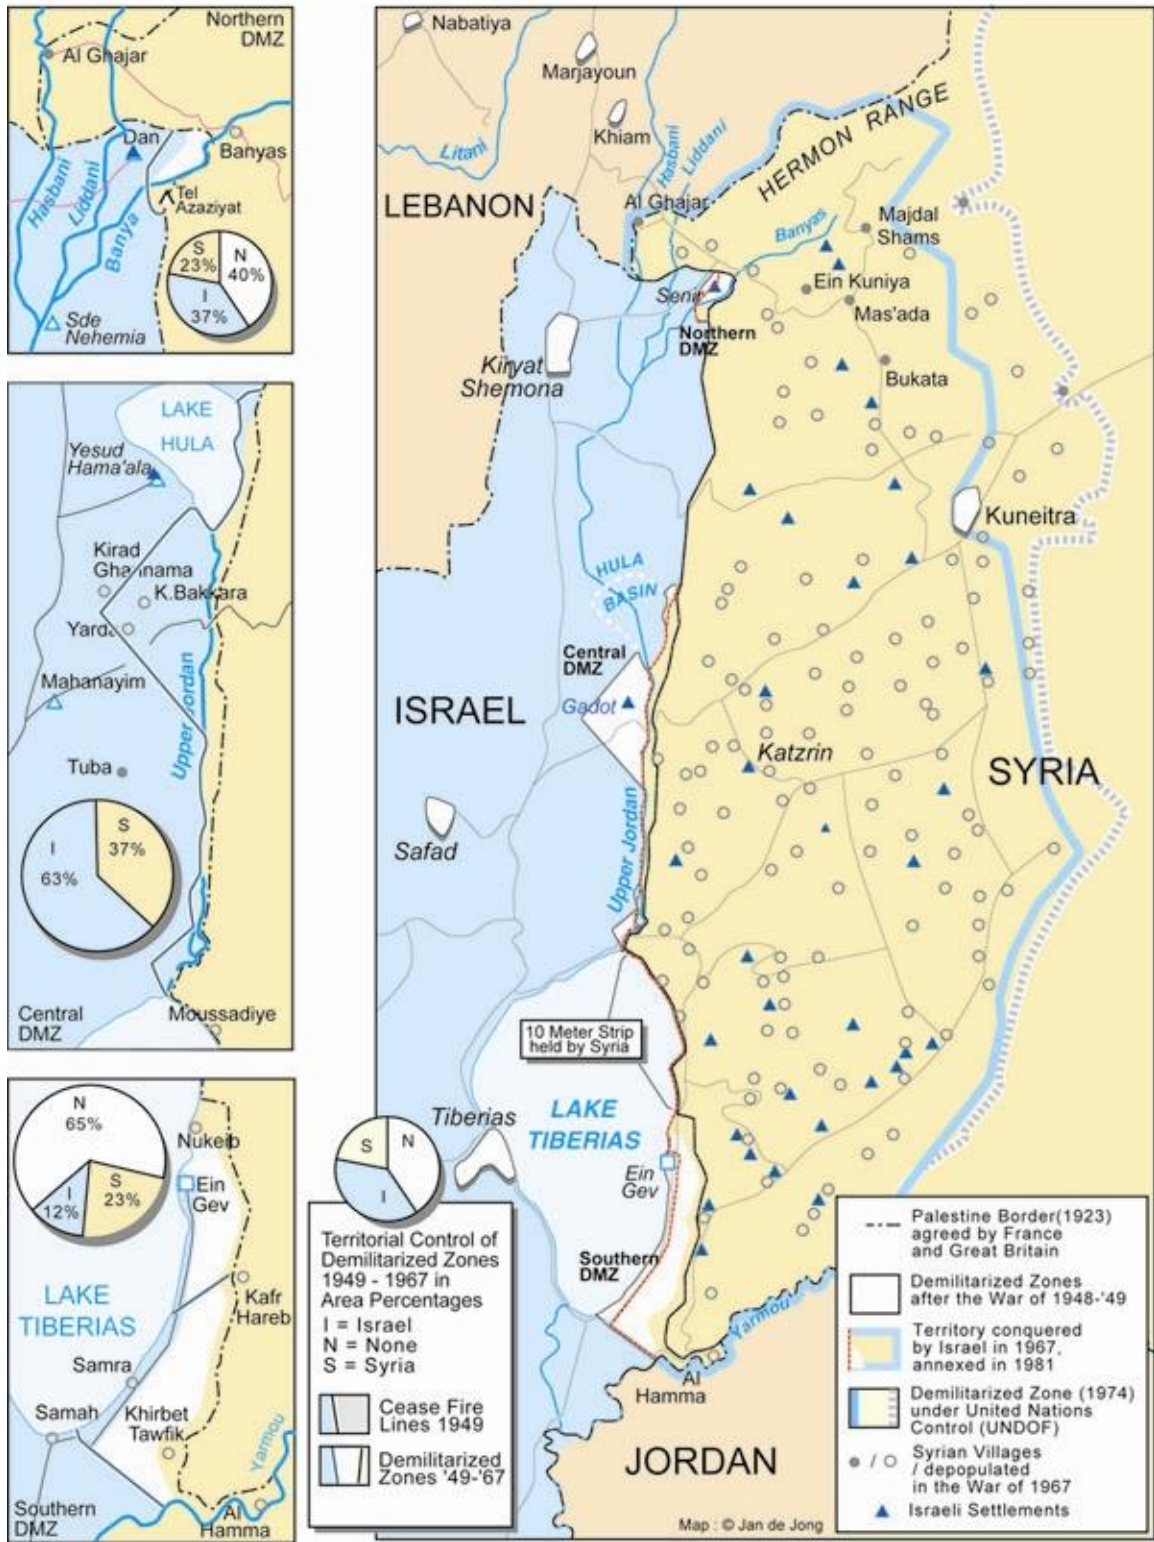 Northern
DMZ
Al Ghajar
Dan
Banyas
Hasbani
Liddani
Banya
Tel
Azaziyat
S
23%
N
40%
I
37%
Sde
Nehemia
LAKE
HULA
Yesud
Hama'ala
Kirad
Ghannama
K.Bakkara
Yarda
Mahanayim
Upper Jordan
Tuba
I
63%
S
37%
Central
DMZ
Moussadiye
N
65%
I
12%
S
23%
Nukeib
Ein
Gev
LAKE
TIBERIAS
Kafr
Hareb
Samra
Samah
Khirbet
Tawfik
Yarmou
Southern
DMZ
Al
Hamma
Nabatiya
Marjayoun
Khiam
Litani
Hasbani
Liddani
HERMON RANGE
LEBANON
Al Ghajar
Banyas
Majdal
Shams
Senir
Ein Kuniya
Mas'ada
Northern
DMZ
Kiryat
Shemona
Bukata
Kuneitra
HULA
BASIN
Central
DMZ
Gadot
ISRAEL
Katzrin
SYRIA
Safad
Upper Jordan
10 Meter Strip
held by Syria
Tiberias
LAKE
TIBERIAS
Ein
Gev
Southern
DMZ
Yarmou
Al
Hamma
JORDAN
S
N
I
Territorial Control of
Demilitarized Zones
1949 - 1967 in
Area Percentages
I = Israel
N = None
S = Syria
Cease Fire
Lines 1949
Demilitarized
Zones '49-'67
Palestine Border(1923)
agreed by France
and Great Britain
Demilitarized Zones
after the War of 1948-'49
Territory conquered
by Israel in 1967,
annexed in 1981
Demilitarized Zone (1974)
under United Nations
Control (UNDOF)
/ Syrian Villages
/ depopulated
in the War of 1967
Israeli Settlements
Map : © Jan de Jong